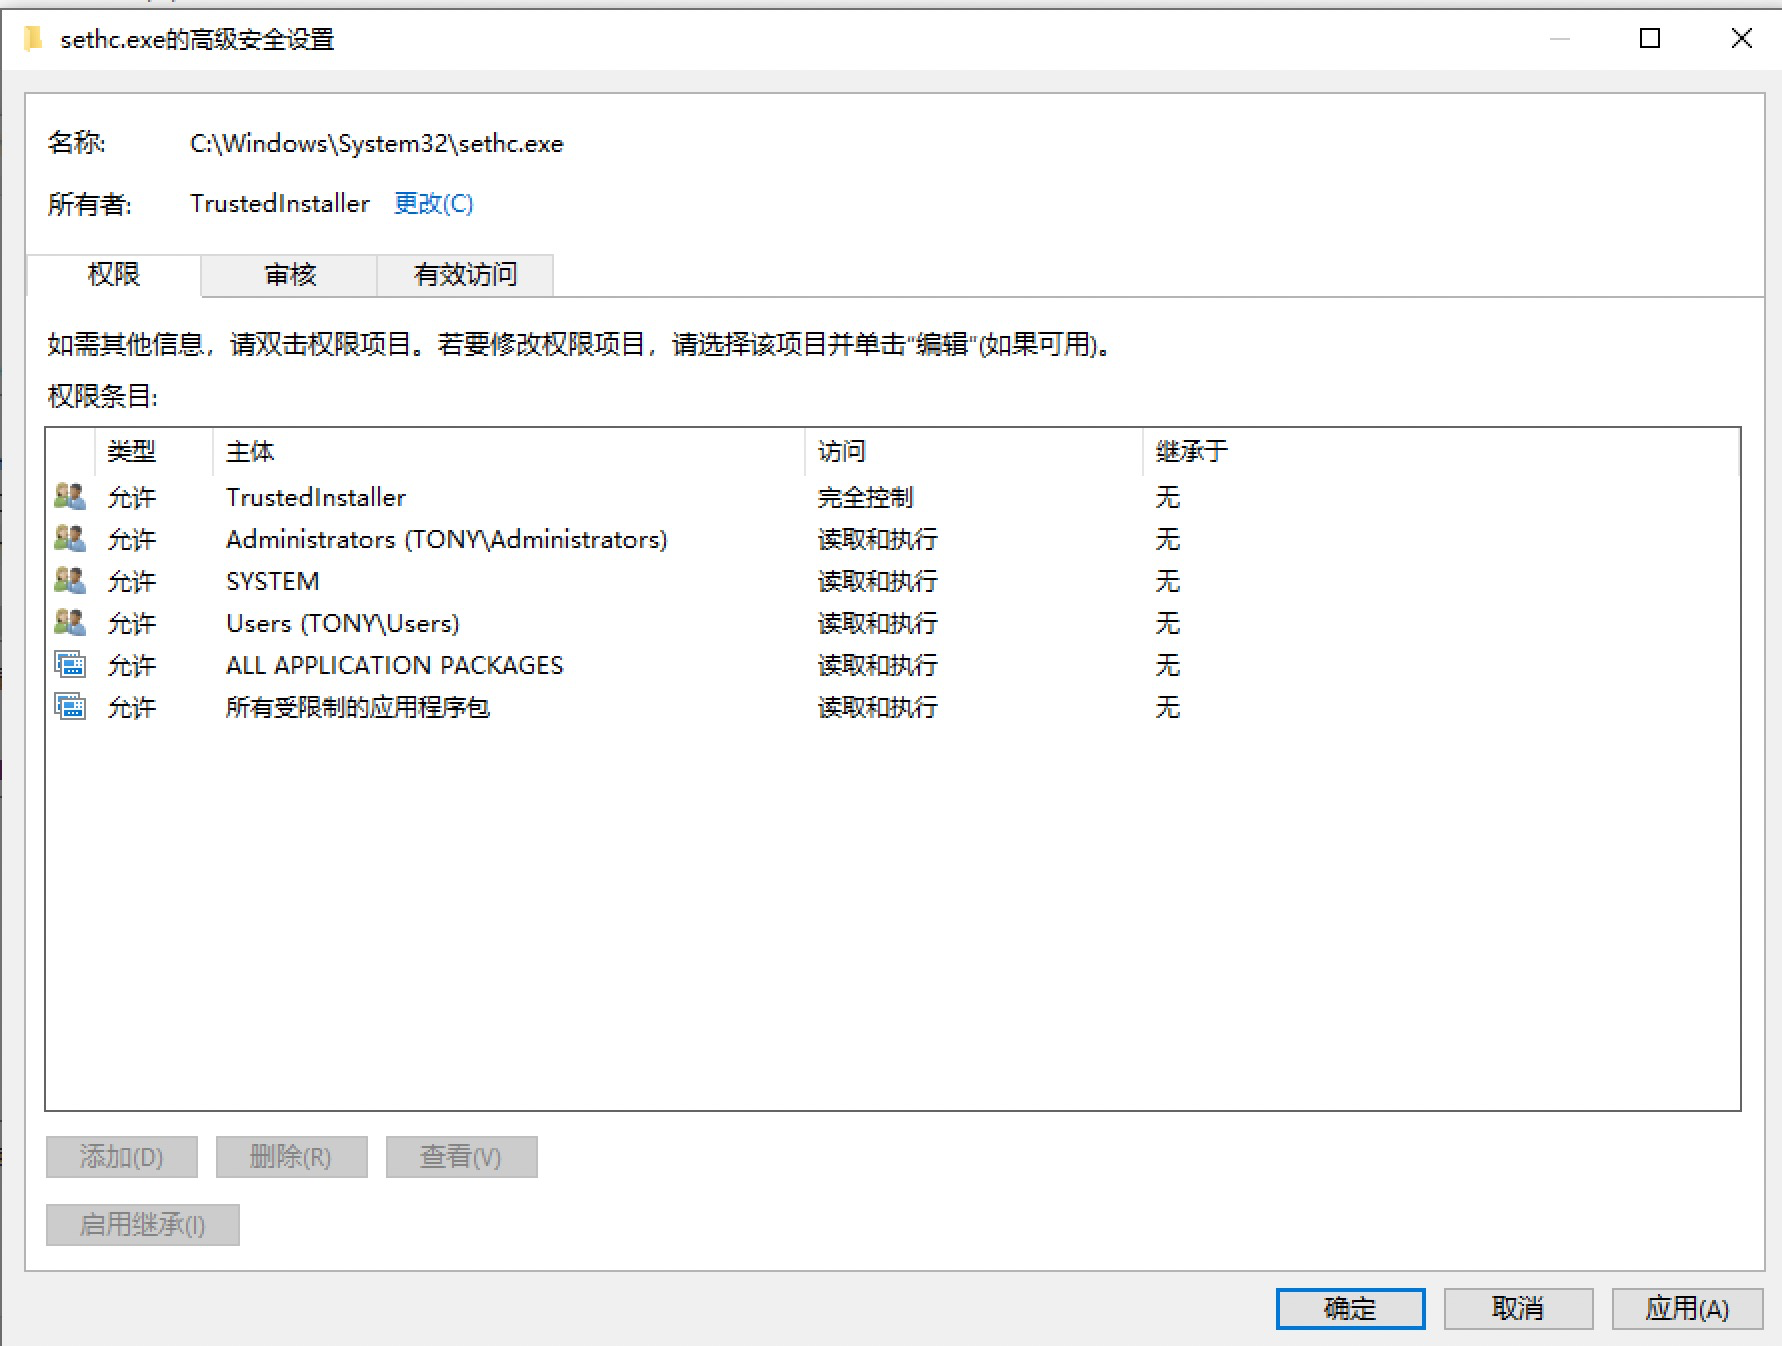 sethc.exe的高级安全设置
名称: C:\Windows\System32\sethc.exe
所有者: TrustedInstaller 更改(C)
权限 审核 有效访问
如需其他信息，请双击权限项目。若要修改权限项目，请选择该项目并单击“编辑”(如果可用)。
权限条目:
类型 主体 访问 继承于
允许 TrustedInstaller 完全控制 无
允许 Administrators (TONY\Administrators) 读取和执行 无
允许 SYSTEM 读取和执行 无
允许 Users (TONY\Users) 读取和执行 无
允许 ALL APPLICATION PACKAGES 读取和执行 无
允许 所有受限制的应用程序包 读取和执行 无
添加(D) 删除(R) 查看(V)
启用继承(I)
确定 取消 应用(A)